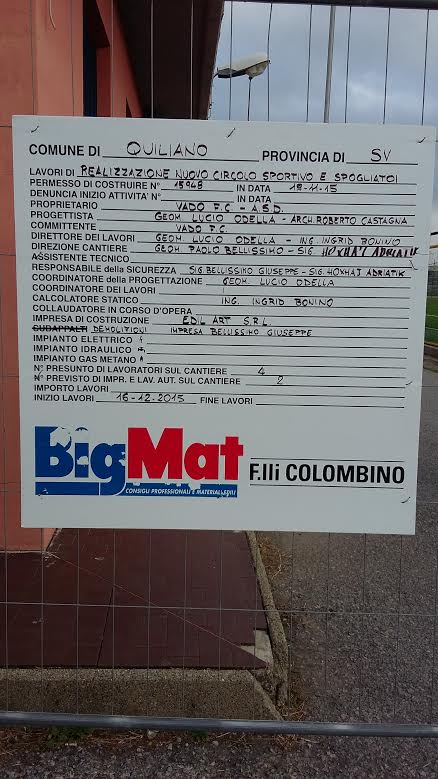 COMUNE DI QUILIANO PROVINCIA DI SV
LAVORI DI REALIZZAZIONE NUOVO CIRCOLO SPORTIVO E SPOGLIATOI
PERMESSO DI COSTRUIRE N° 15948 IN DATA 19-11-15
DENUNCIA INIZIO ATTIVITA' N° IN DATA
PROPRIETARIO VADO F.C. - A.S.D.
PROGETTISTA GEOM. LUCIO ODELLA - ARCH. ROBERTO CASTAGNA
COMMITTENTE VADO F.C.
DIRETTORE DEI LAVORI GEOM. LUCIO ODELLA - ING. INGRID BONINO
DIREZIONE CANTIERE GEOM. PAOLO BELLISSIMO - SIG. HOXHAJ ADRIATIK
ASSISTENTE TECNICO
RESPONSABILE della SICUREZZA SIG. BELLISSIMO GIUSEPPE - SIG. HOXHAJ ADRIATIK
COORDINATORE della PROGETTAZIONE GEOM. LUCIO ODELLA
COORDINATORE DEI LAVORI
CALCOLATORE STATICO ING. INGRID BONINO
COLLAUDATORE IN CORSO D'OPERA
IMPRESA DI COSTRUZIONE EDIL ART S.R.L.
SUBAPPALTI DEMOLIZIONI IMPRESA BELLISSIMO GIUSEPPE
IMPIANTO ELETTRICO
IMPIANTO IDRAULICO
IMPIANTO GAS METANO
N° PRESUNTO DI LAVORATORI SUL CANTIERE 4
N° PREVISTO DI IMPR. E LAV. AUT. SUL CANTIERE 2
IMPORTO LAVORI
INIZIO LAVORI 16-12-2015 FINE LAVORI
BigMat F.lli COLOMBINO
CONSIGLI PROFESSIONALI E MATERIALI EDILI